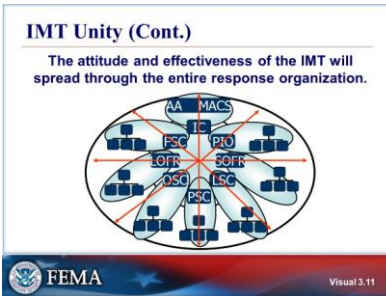 IMT Unity (Cont.)
The attitude and effectiveness of the IMT will
spread through the entire response organization.
AA MACS
IC
FSC PIO
LOFR SOFR
OSC LSC
PSC
FEMA
Visual 3.11